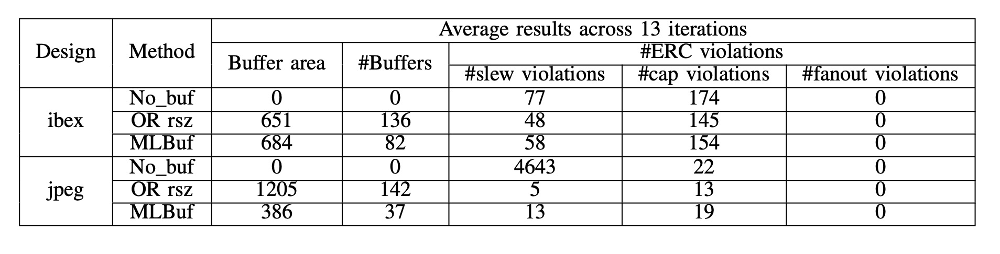 Average results across 13 iterations
Design Method Buffer area #Buffers #ERC violations
#slew violations #cap violations #fanout violations
ibex No_buf 0 0 77 174 0
OR rsz 651 136 48 145 0
MLBuf 684 82 58 154 0
jpeg No_buf 0 0 4643 22 0
OR rsz 1205 142 5 13 0
MLBuf 386 37 13 19 0